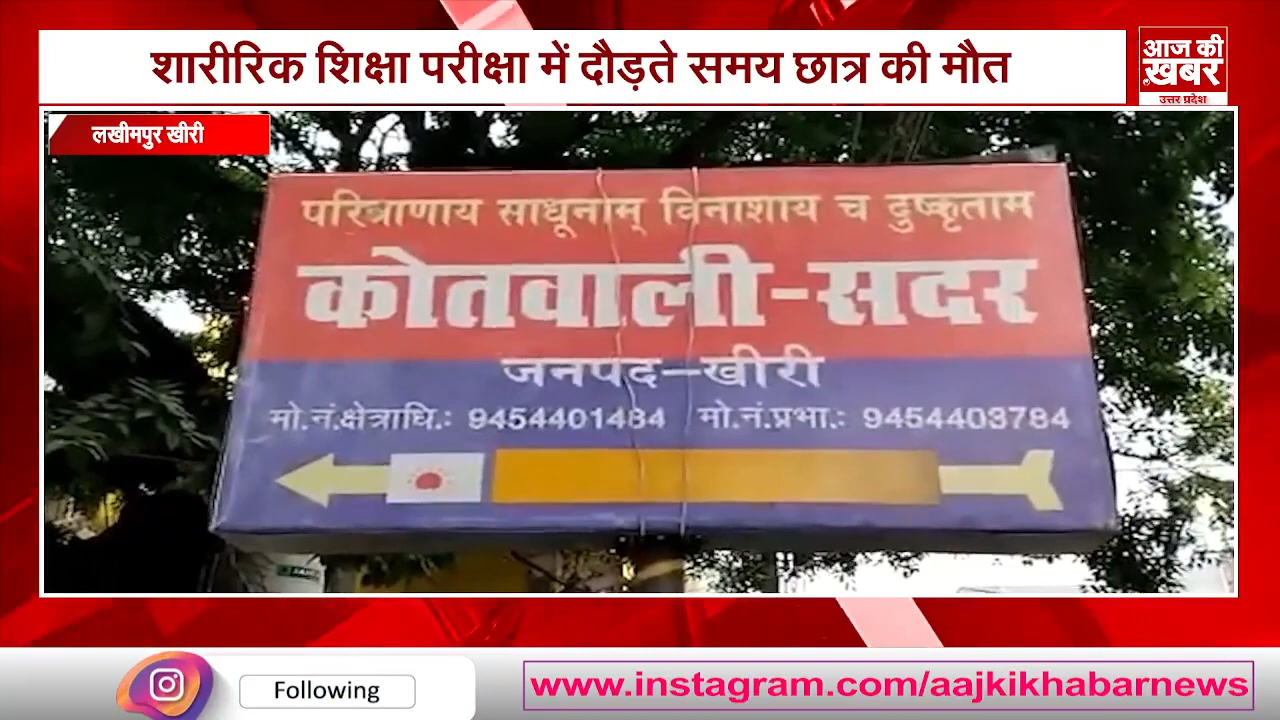 शारीरिक शिक्षा परीक्षा में दौड़ते समय छात्र की मौत
आज की
ख़बर
उत्तर प्रदेश
लखीमपुर खीरी
परित्राणाय साधूनाम् विनाशाय च दुष्कृताम
कोतवाली-सदर
जनपद-खीरी
मो.नं.क्षेत्राधि.: 9454401484 मो.नं.प्रभा.: 9454403784
Following
www.instagram.com/aajkikhabarnews